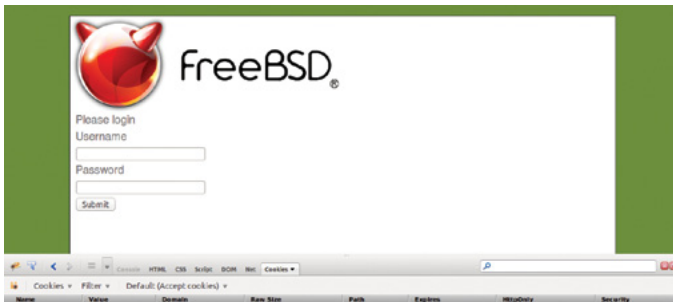 FreeBSD®
Please login
Username
Password
Submit
Console HTML CSS Script DOM Net Cookies
Cookies Filter Default (Accept cookies)
Name Value Domain Raw Size Path Expires HttpOnly Security